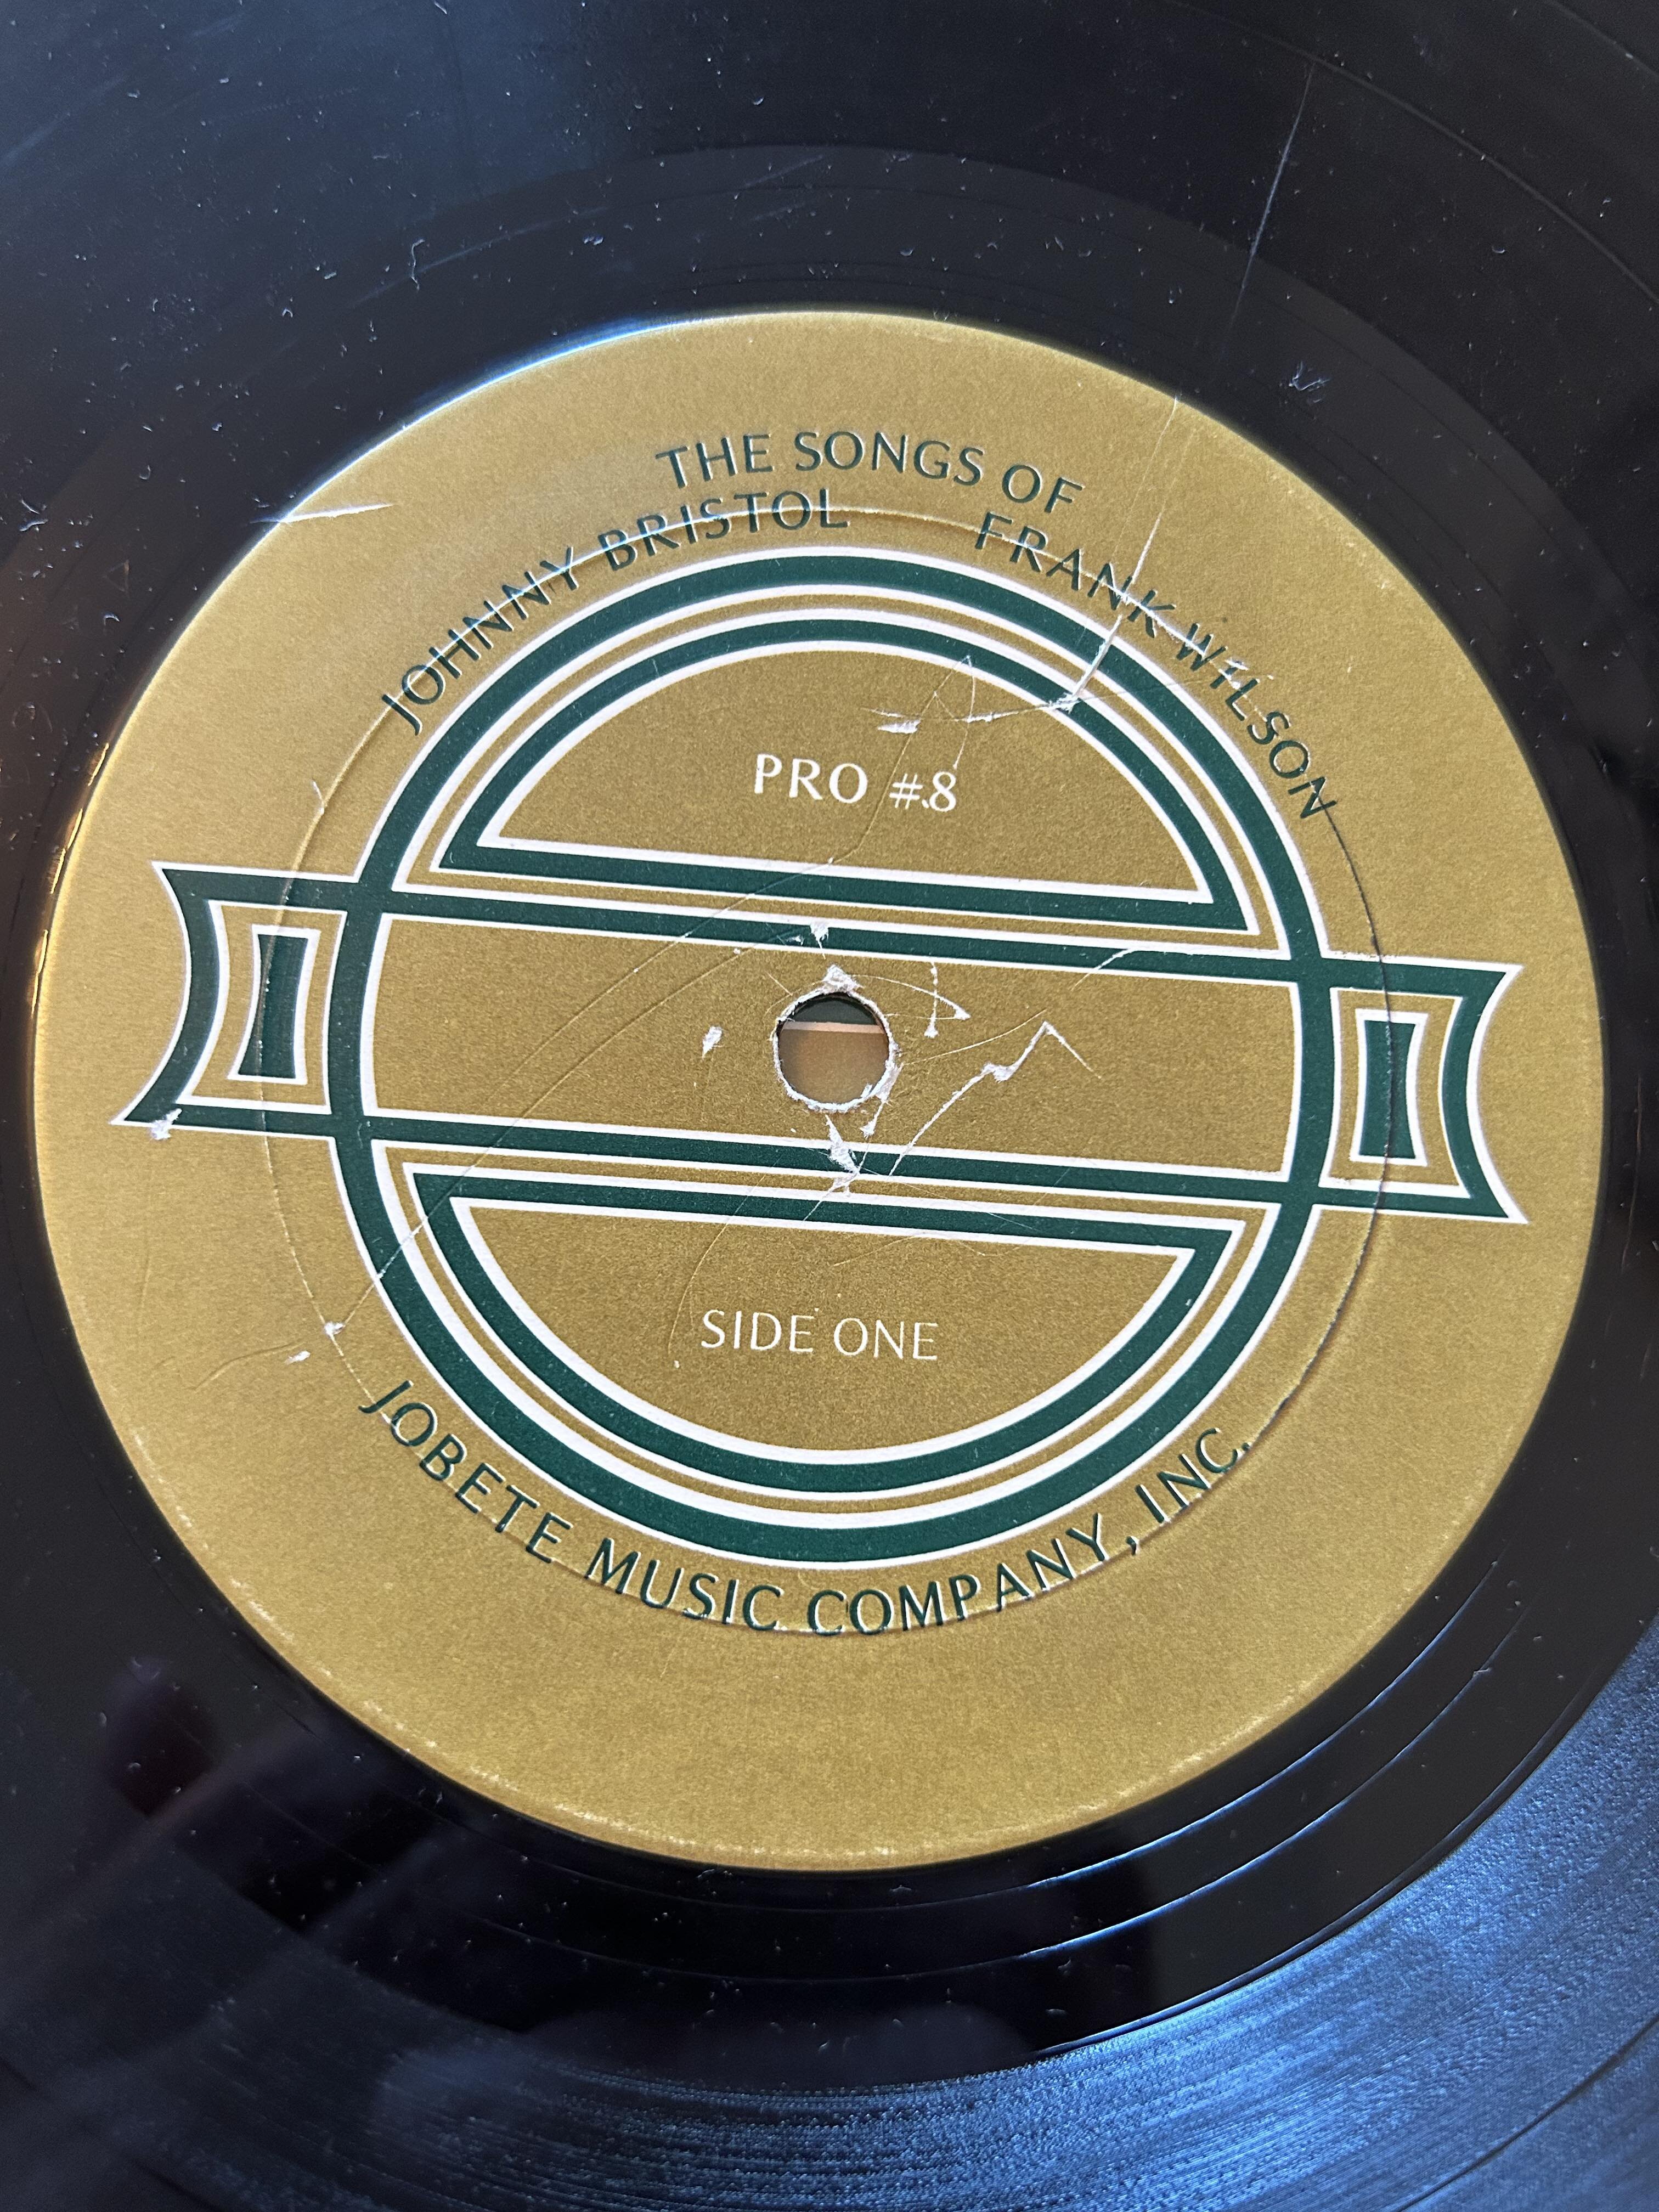 THE SONGS OF
JOHNNY BRISTOL FRANK WILSON
PRO #8
SIDE ONE
JOBETE MUSIC COMPANY, INC.